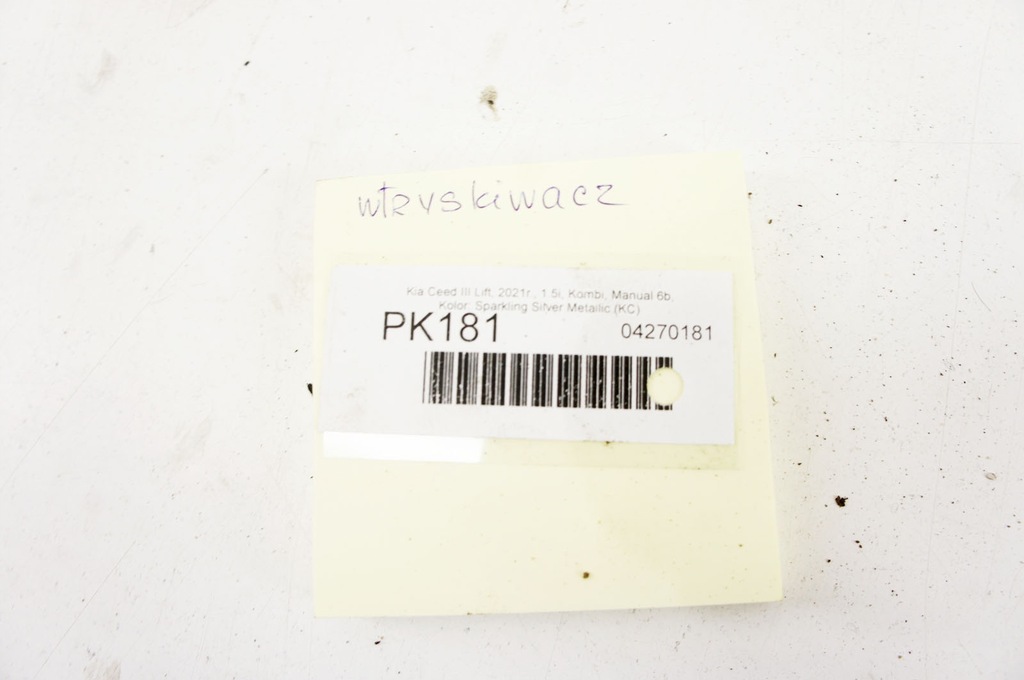 wtryskiwacz
Kia Ceed III Lift, 2021r., 1.5i, Kombi, Manual 6b,
Kolor: Sparkling Silver Metallic (KC)
PK181 04270181